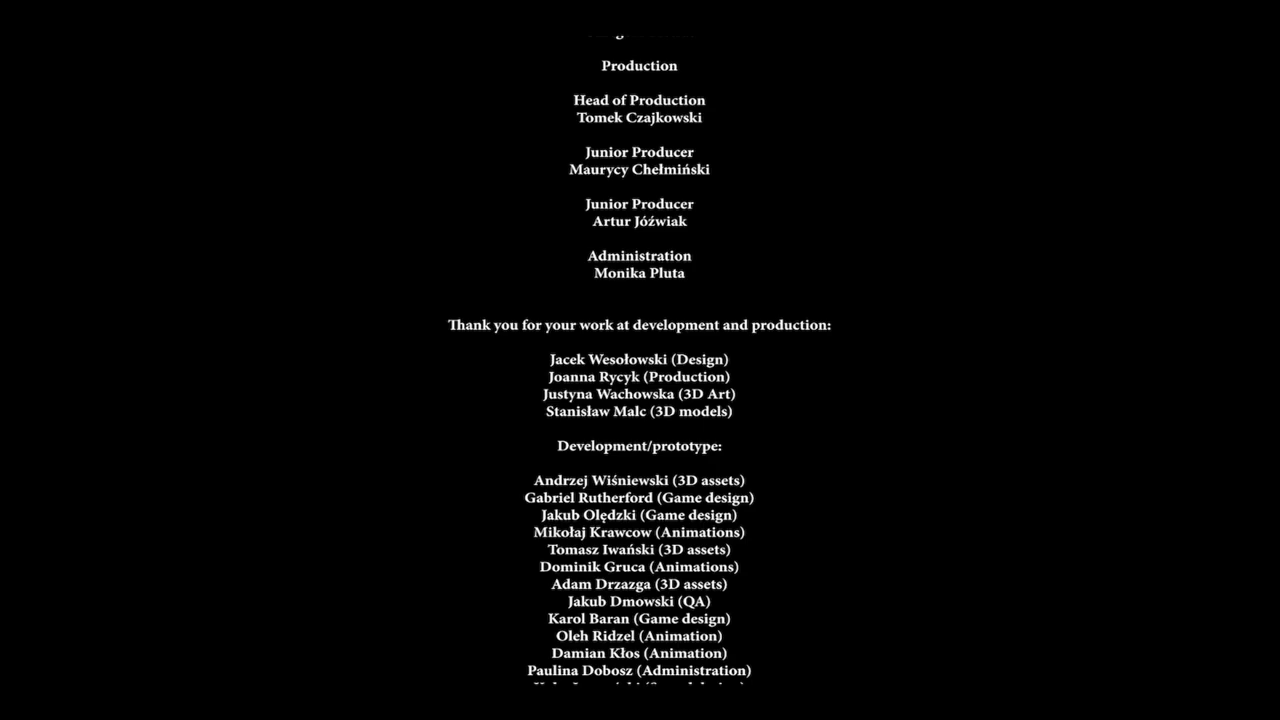 Production
Head of Production
Tomek Czajkowski
Junior Producer
Maurycy Chełmiński
Junior Producer
Artur Jóźwiak
Administration
Monika Pluta
Thank you for your work at development and production:
Jacek Wesołowski (Design)
Joanna Rycyk (Production)
Justyna Wachowska (3D Art)
Stanisław Malc (3D models)
Development/prototype:
Andrzej Wiśniewski (3D assets)
Gabriel Rutherford (Game design)
Jakub Olędzki (Game design)
Mikołaj Krawcow (Animations)
Tomasz Iwański (3D assets)
Dominik Gruca (Animations)
Adam Drzazga (3D assets)
Jakub Dmowski (QA)
Karol Baran (Game design)
Oleh Ridzel (Animation)
Damian Kłos (Animation)
Paulina Dobosz (Administration)